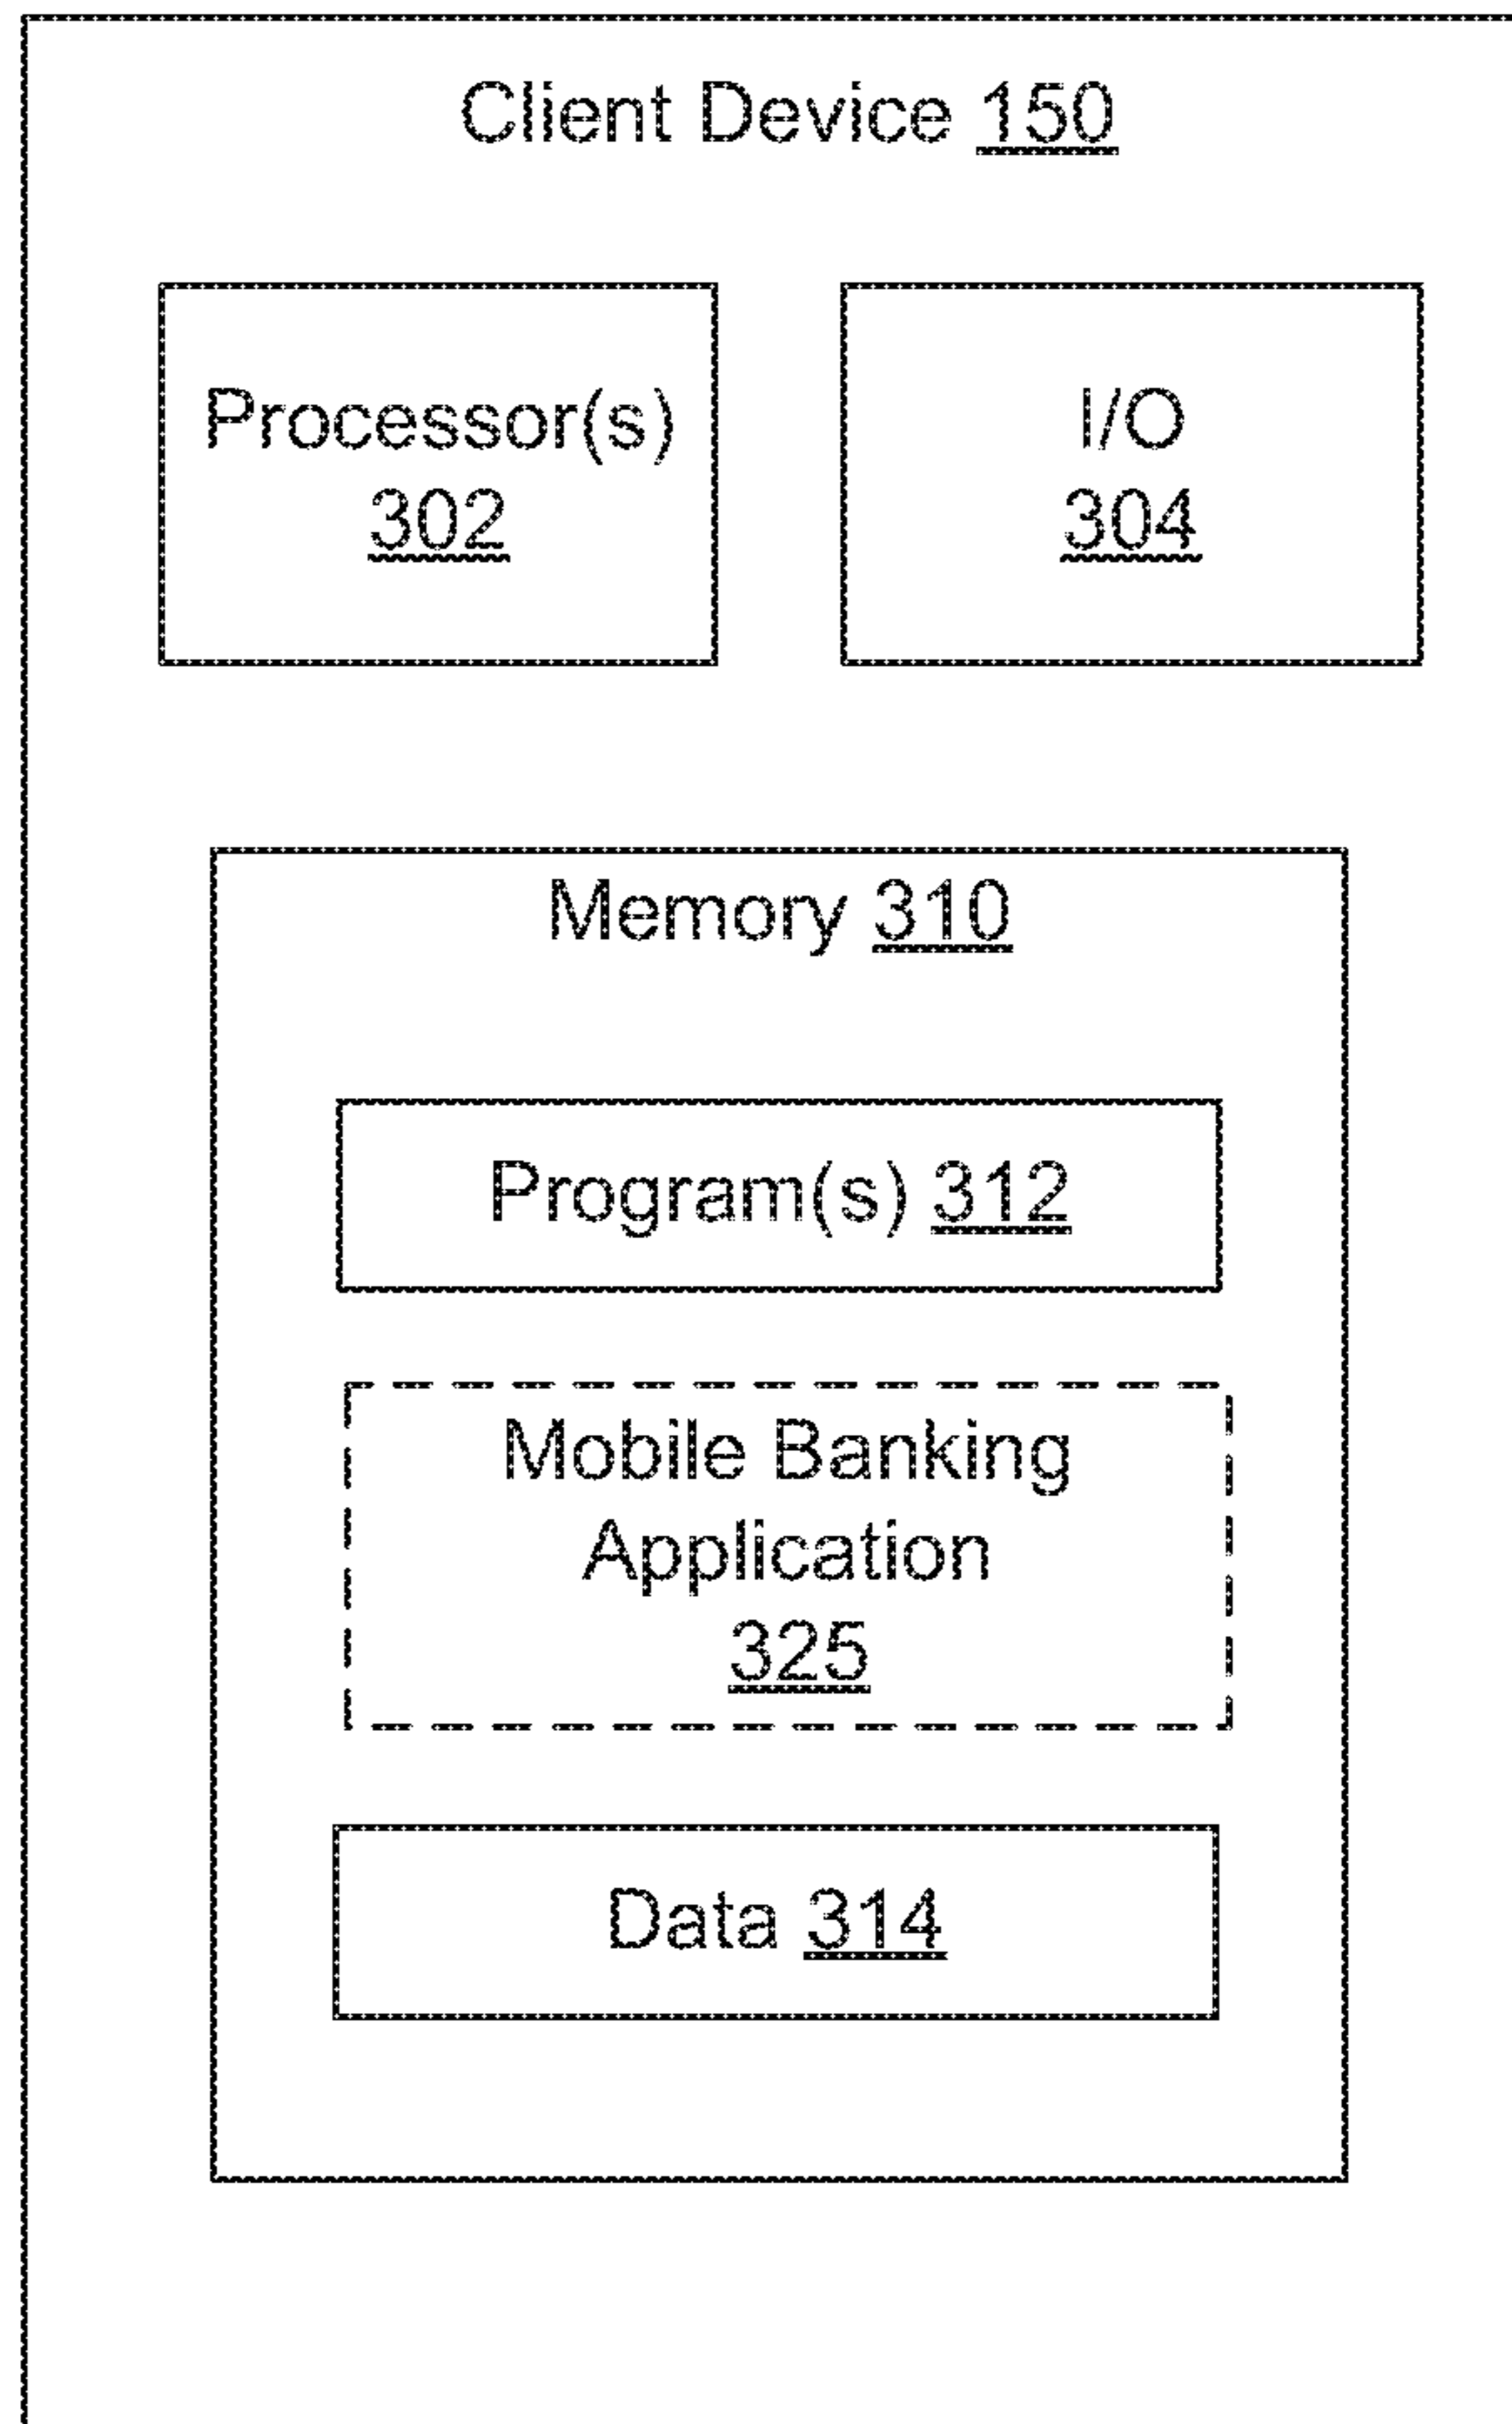 Client Device 150
Processor(s)
302
I/O
304
Memory 310
Program(s) 312
Mobile Banking
Application
325
Data 314